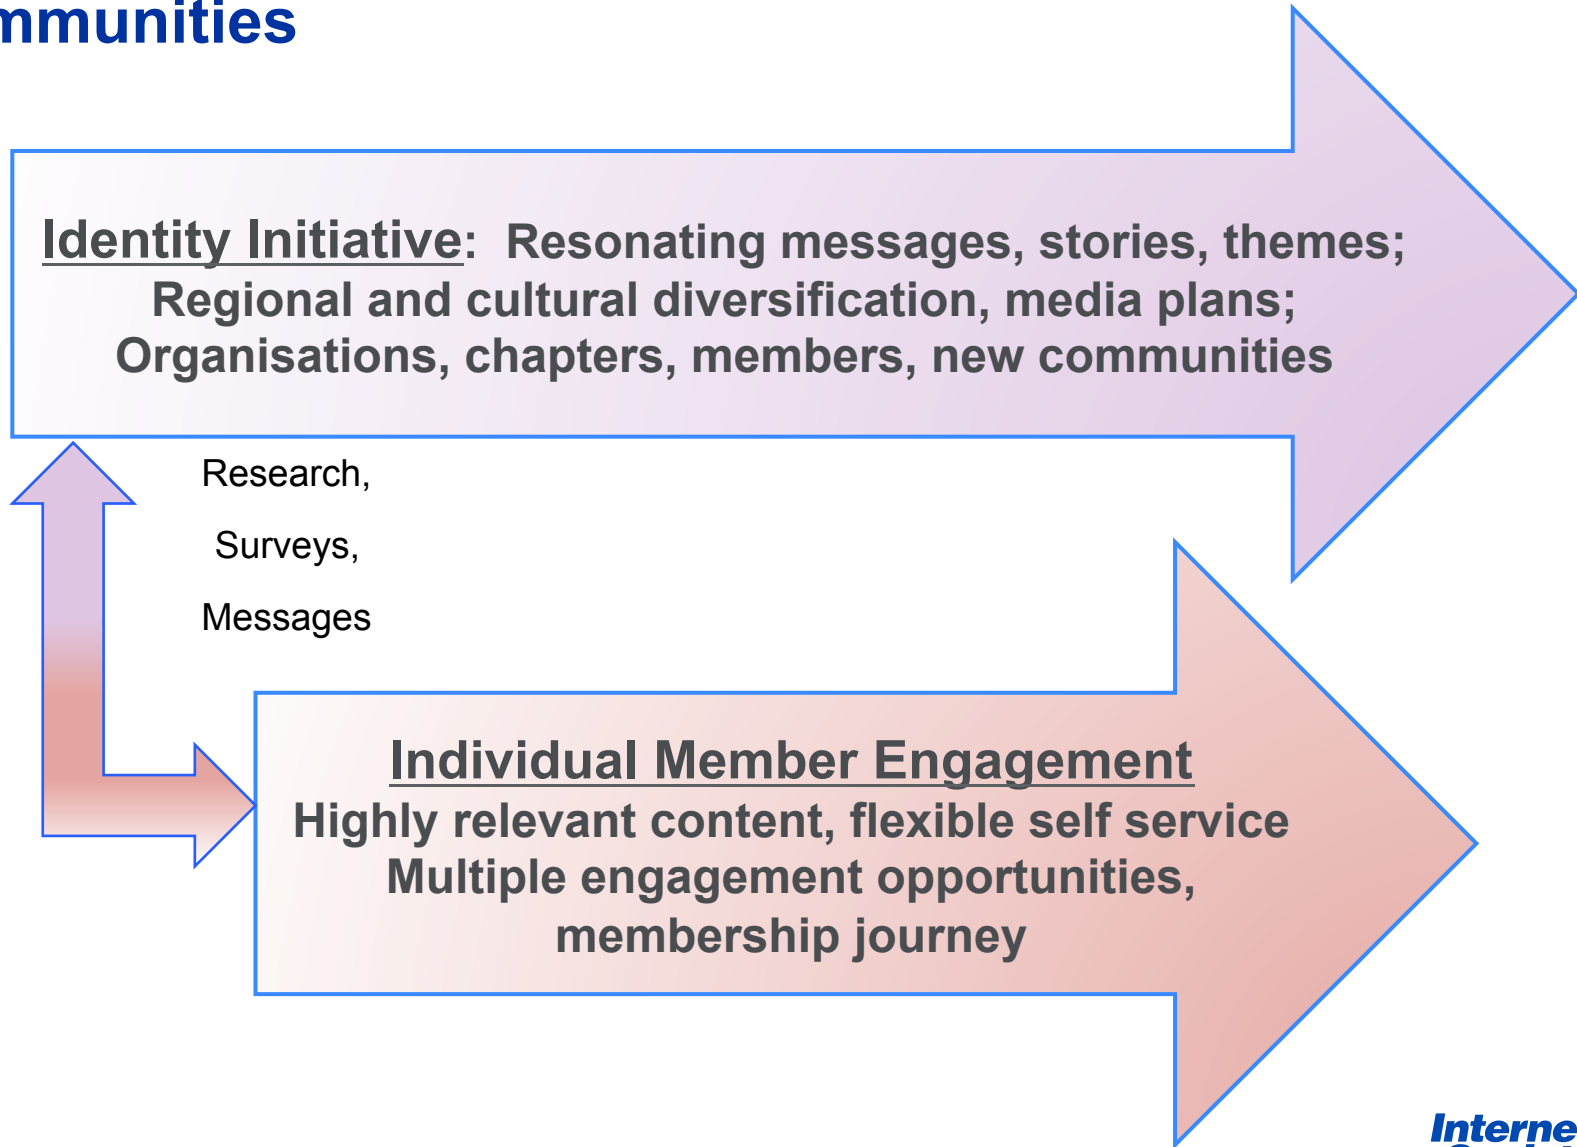 mmunities
Identity Initiative: Resonating messages, stories, themes;
Regional and cultural diversification, media plans;
Organisations, chapters, members, new communities
Research,
Surveys,
Messages
Individual Member Engagement
Highly relevant content, flexible self service
Multiple engagement opportunities,
membership journey
Interne